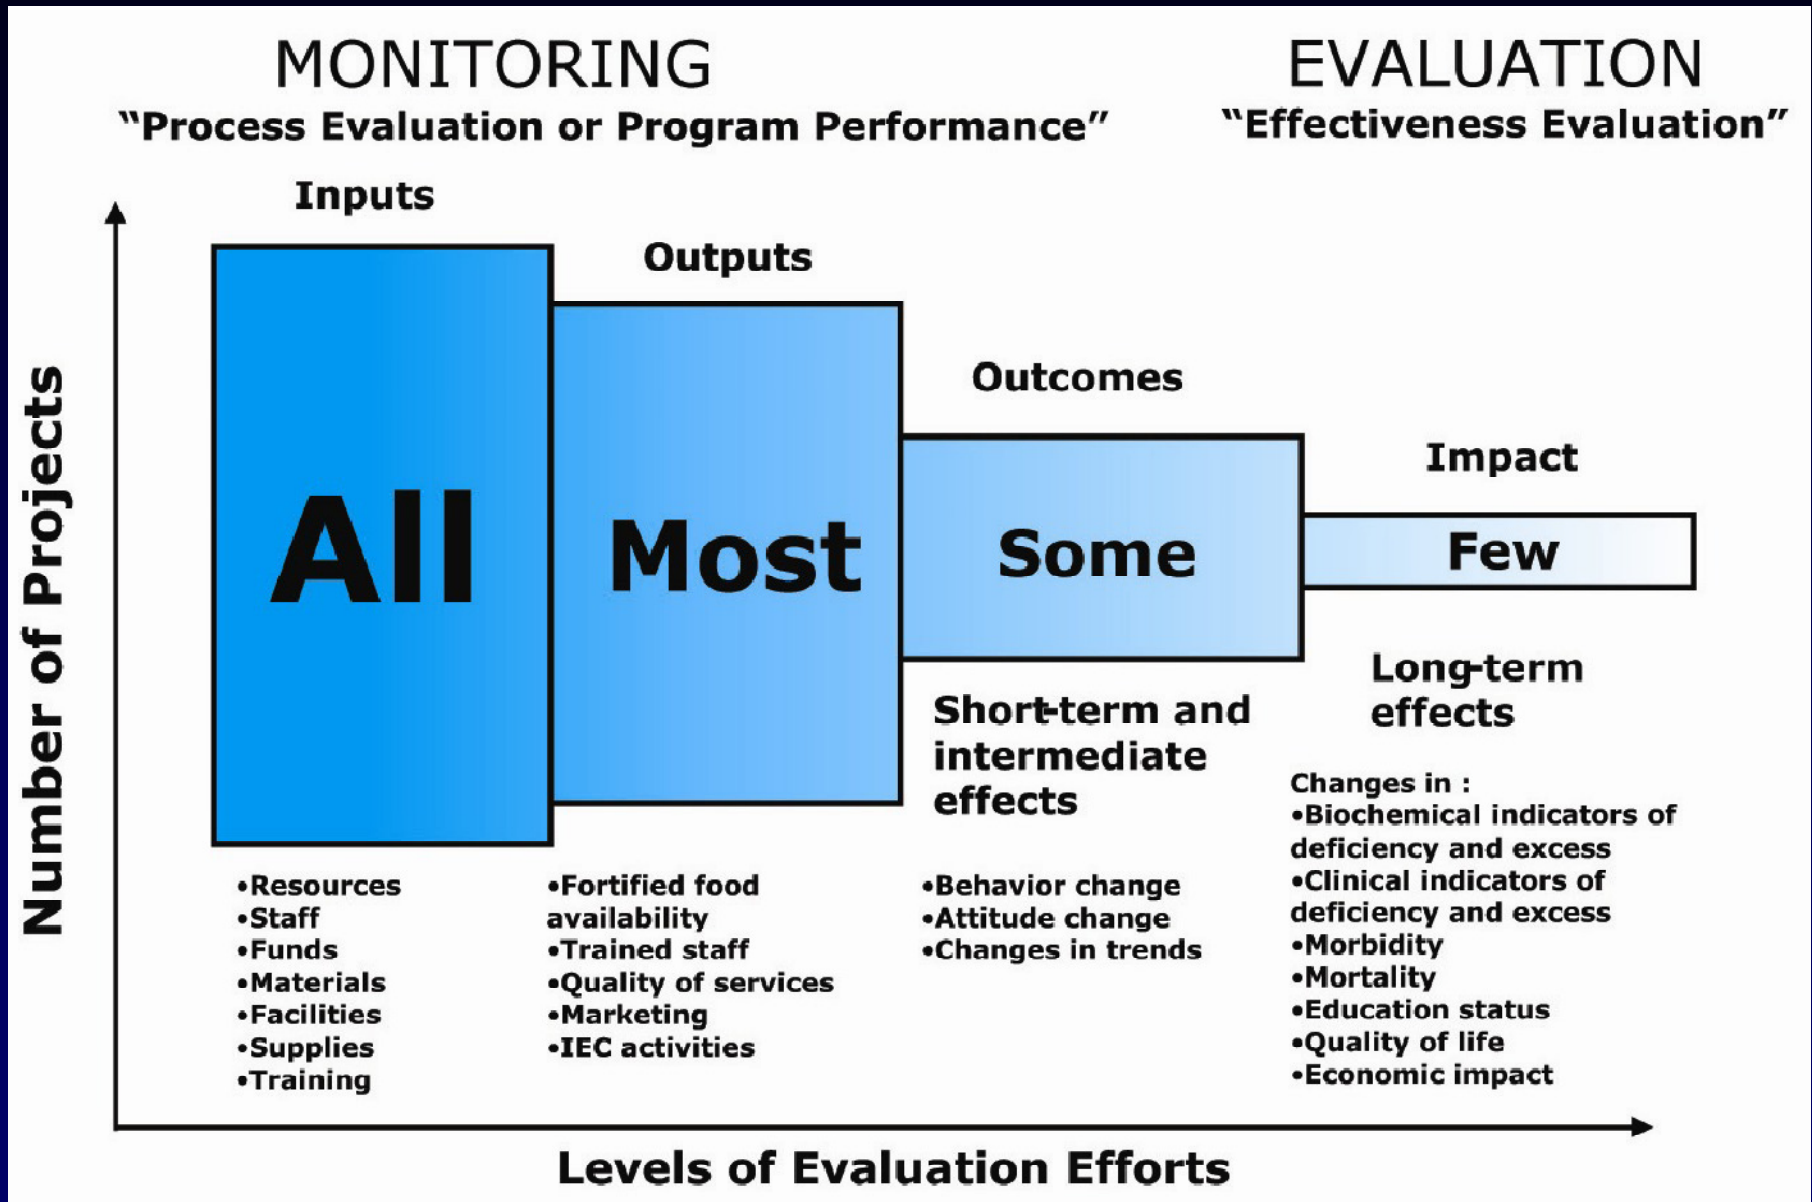 MONITORING
“Process Evaluation or Program Performance”
EVALUATION
“Effectiveness Evaluation”
Number of Projects
Inputs
All
•Resources
•Staff
•Funds
•Materials
•Facilities
•Supplies
•Training
Outputs
Most
•Fortified food
availability
•Trained staff
•Quality of services
•Marketing
•IEC activities
Outcomes
Some
Short-term and
intermediate
effects
•Behavior change
•Attitude change
•Changes in trends
Impact
Few
Long-term
effects
Changes in :
•Biochemical indicators of
deficiency and excess
•Clinical indicators of
deficiency and excess
•Morbidity
•Mortality
•Education status
•Quality of life
•Economic impact
Levels of Evaluation Efforts